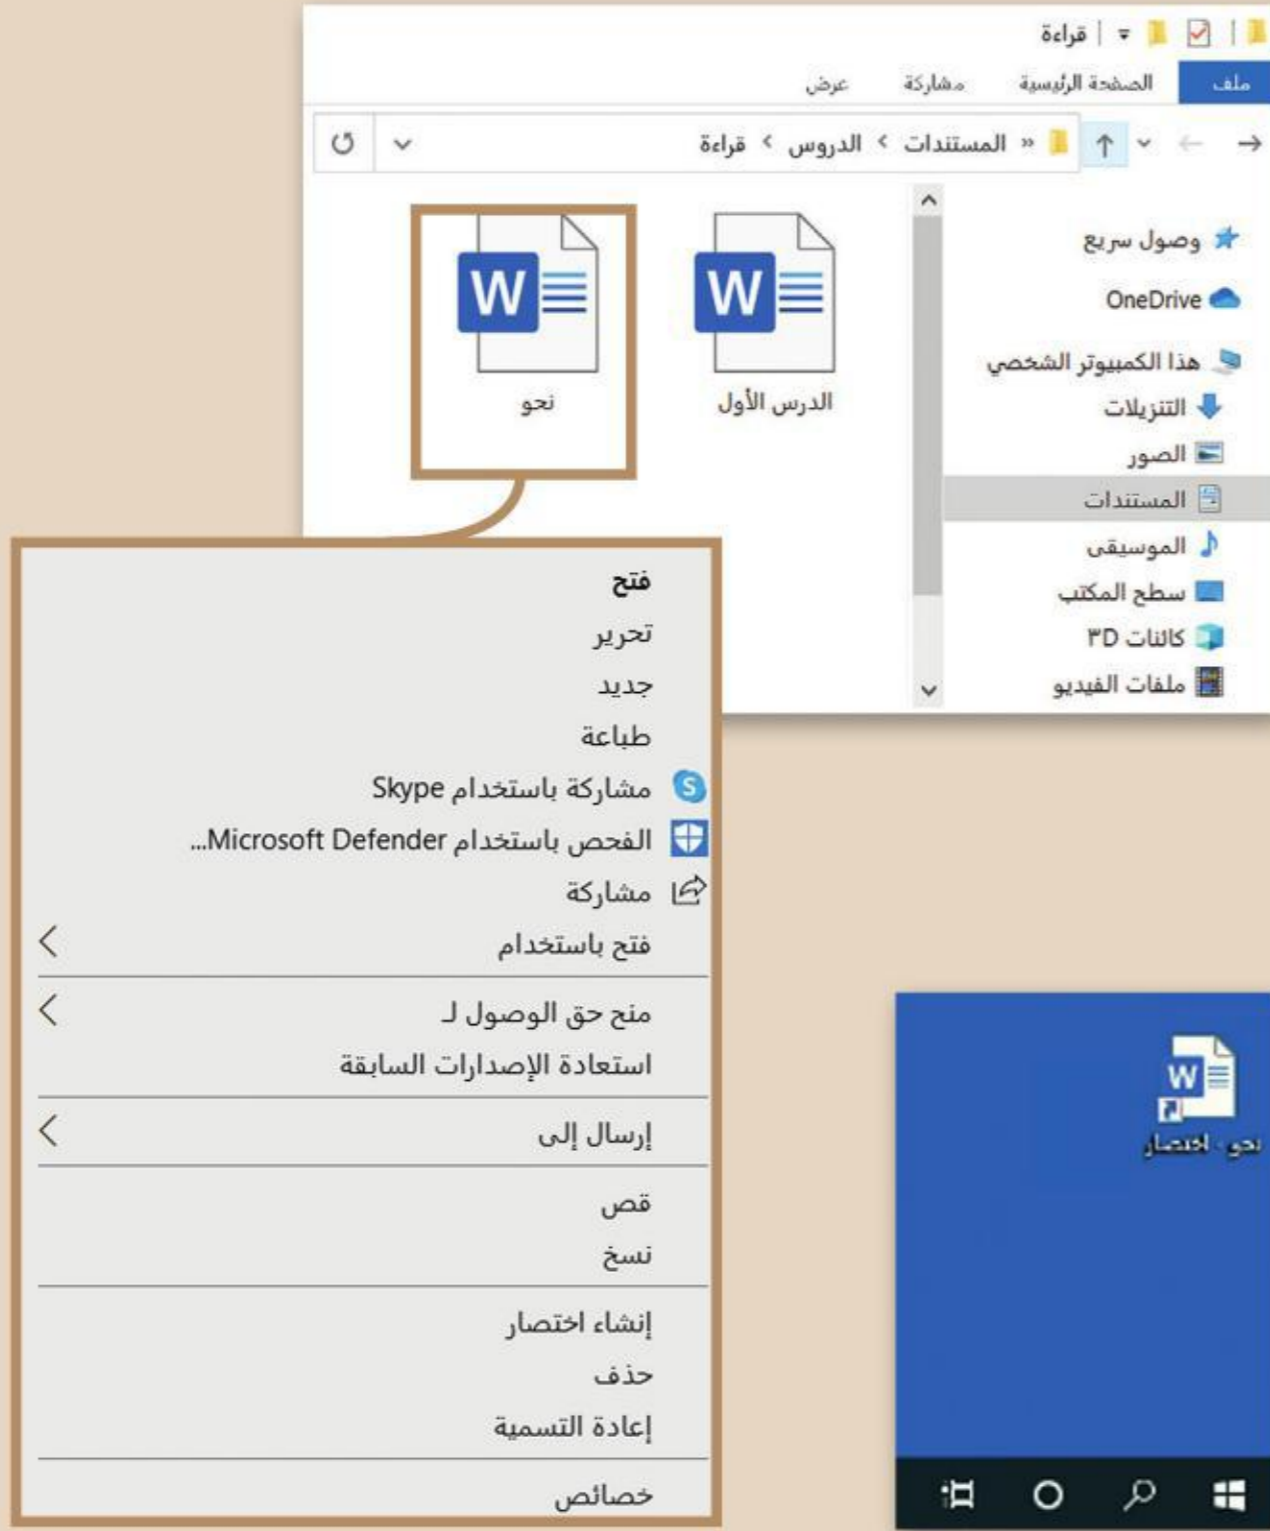 قراءة
ملف الصفحة الرئيسية مشاركة عرض
« المستندات › الدروس › قراءة
وصول سريع
OneDrive
هذا الكمبيوتر الشخصي
التنزيلات
الصور
المستندات
الموسيقى
سطح المكتب
كائنات ٣D
ملفات الفيديو
W
الدرس الأول
W
نحو
فتح
تحرير
جديد
طباعة
مشاركة باستخدام Skype
الفحص باستخدام Microsoft Defender...
مشاركة
فتح باستخدام
منح حق الوصول لـ
استعادة الإصدارات السابقة
إرسال إلى
قص
نسخ
إنشاء اختصار
حذف
إعادة التسمية
خصائص
W
نحو - اختصار